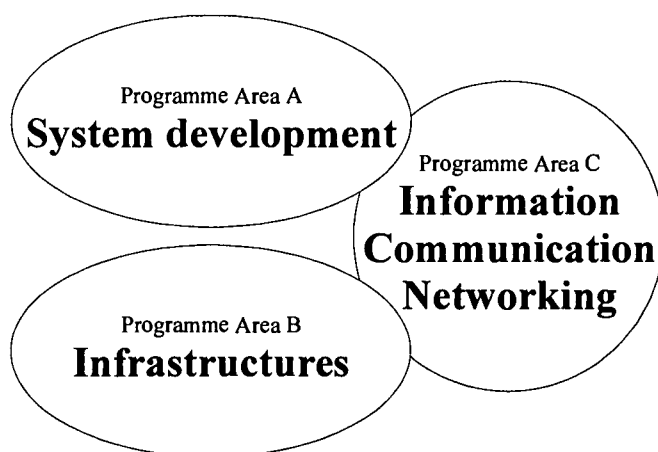 Programme Area A
System development
Programme Area C
Information
Communication
Networking
Programme Area B
Infrastructures